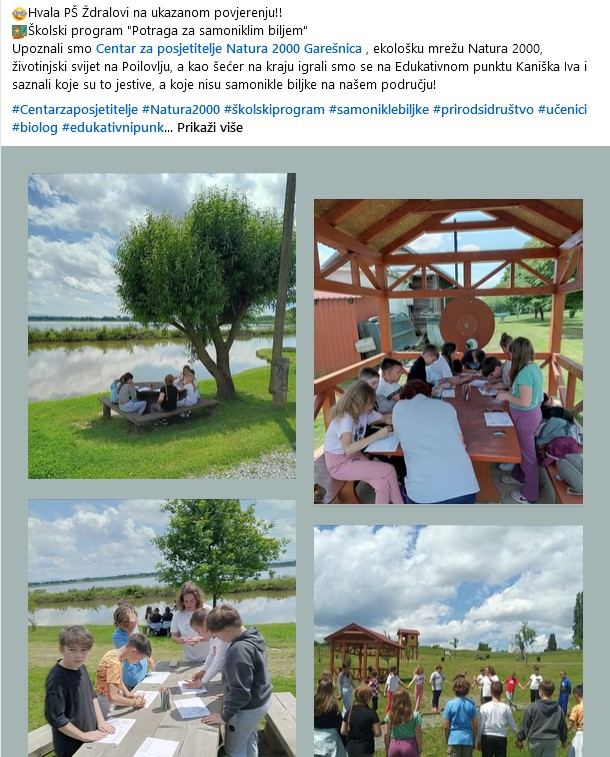 Hvala PŠ Ždralovi na ukazanom povjerenju!!
Školski program "Potraga za samoniklim biljem"
Upoznali smo Centar za posjetitelje Natura 2000 Garešnica , ekološku mrežu Natura 2000,
životinjski svijet na Poilovlju, a kao šećer na kraju igrali smo se na Edukativnom punktu Kaniška Iva i
saznali koje su to jestive, a koje nisu samonikle biljke na našem području!
#Centarzaposjetitelje #Natura2000 #školskiprogram #samoniklebiljke #prirodsidruštvo #učenici
#biolog #edukativnipunk... Prikaži više